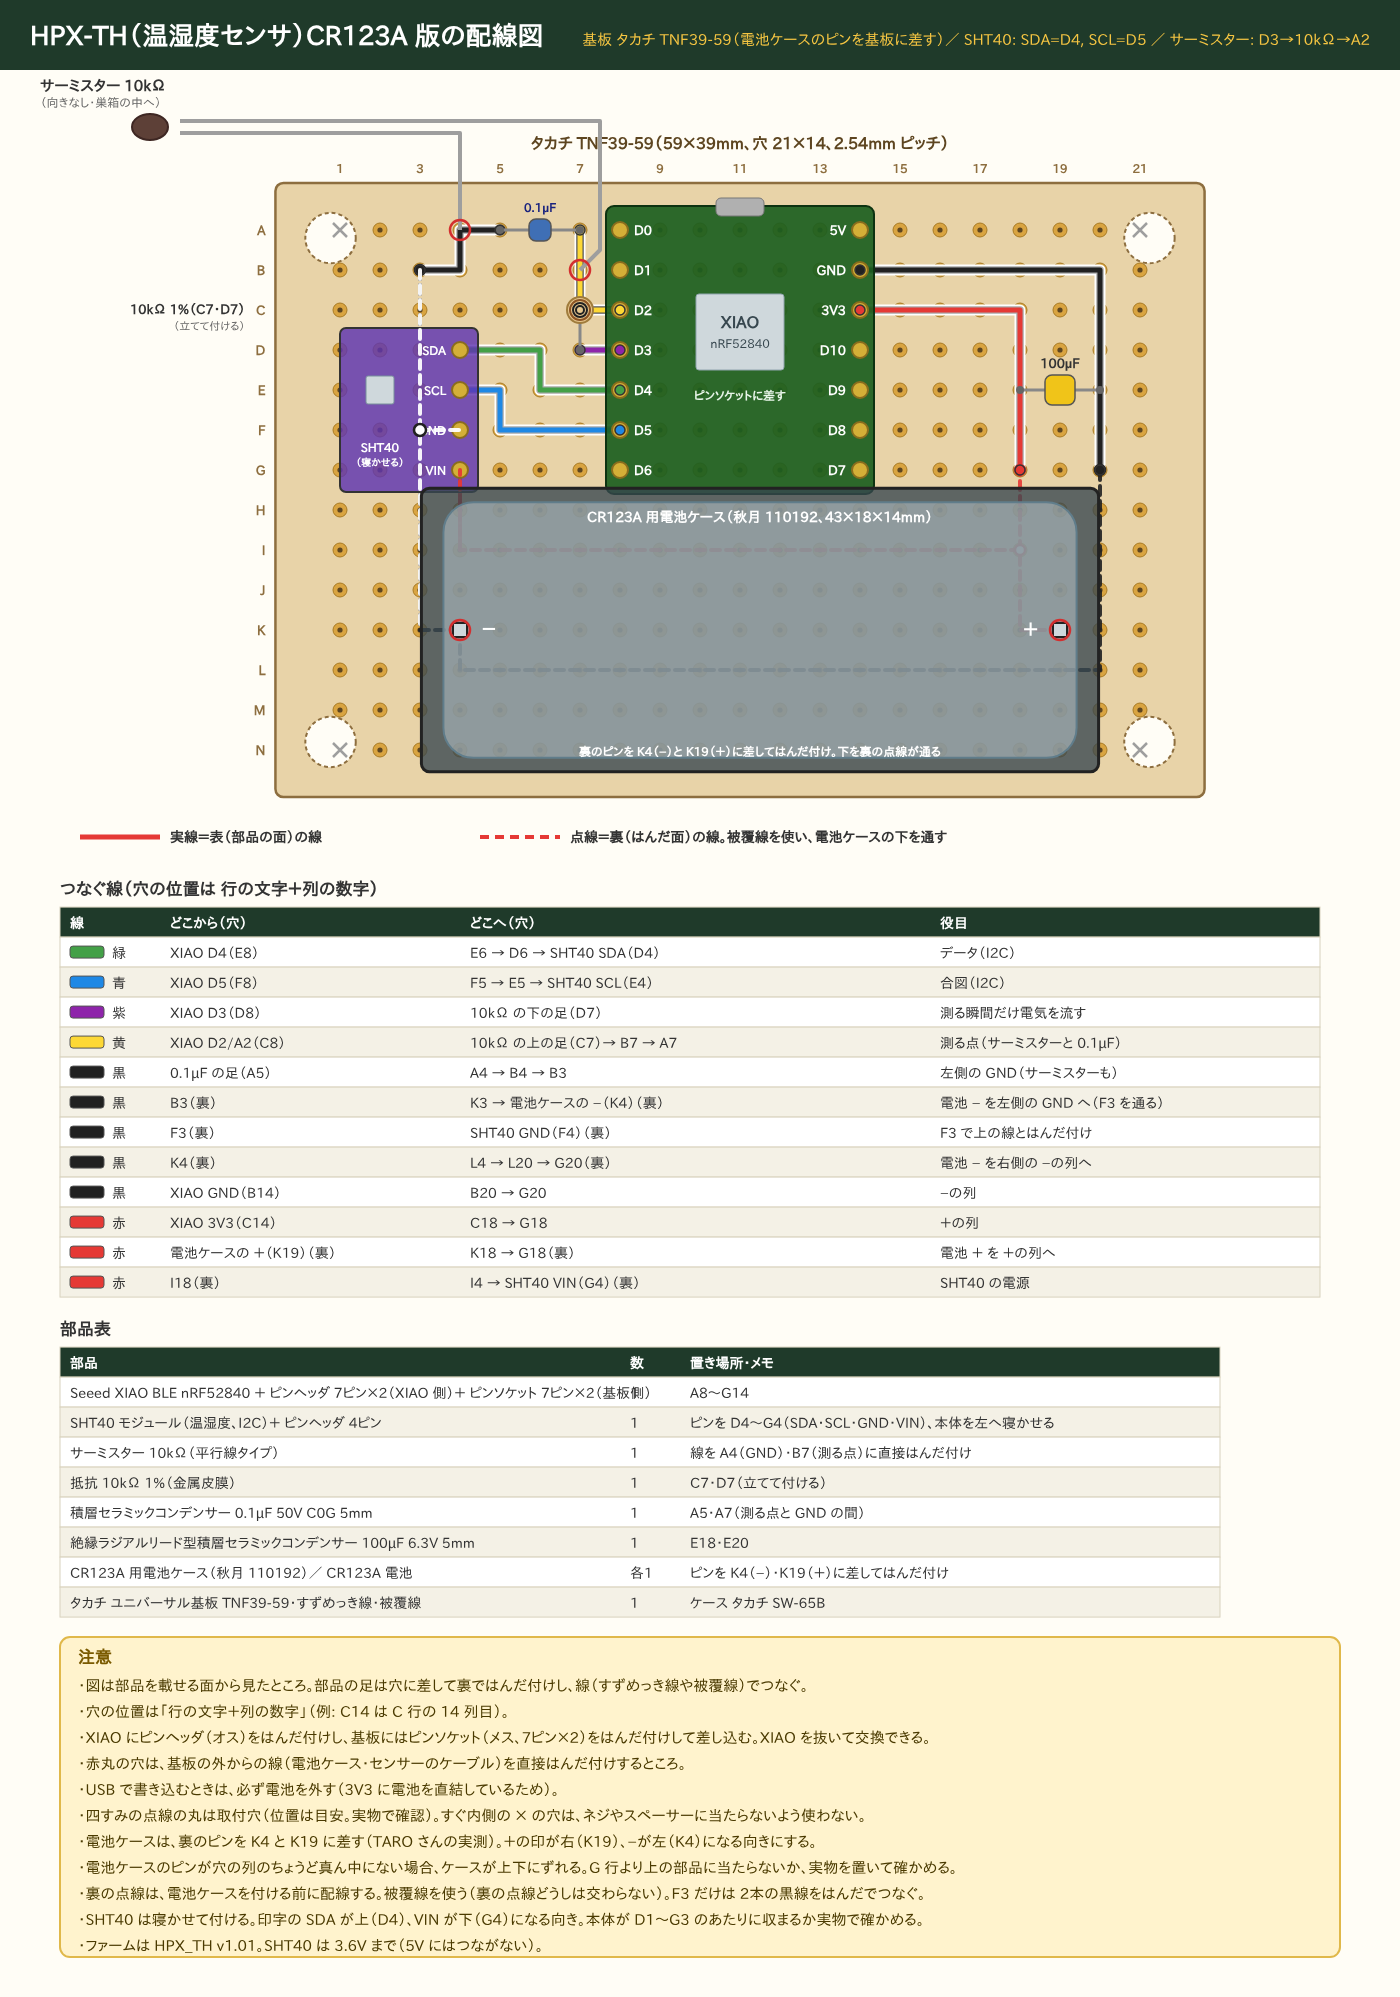 HPX-TH（温湿度センサ）CR123A 版の配線図
基板 タカチ TNF39-59（電池ケースのピンを基板に差す）／ SHT40: SDA=D4, SCL=D5 ／ サーミスター: D3→10kΩ→A2
サーミスター 10kΩ
（向きなし・巣箱の中へ）
タカチ TNF39-59（59×39mm、穴 21×14、2.54mm ピッチ）
1 3 5 7 9 11 13 15 17 19 21
0.1µF
A D0 5V
B D1 GND
10kΩ 1%（C7・D7） C D2 3V3
（立てて付ける）
XIAO
nRF52840
D SDA D3 D10
100µF
E SCL D4 D9
ピンソケットに差す
F ND D5 D8
SHT40
（寝かせる）
G VIN D6 D7
H
CR123A 用電池ケース（秋月 110192、43×18×14mm）
I
J
K − +
L
M
N
裏のピンを K4（−）と K19（+）に差してはんだ付け。下を裏の点線が通る
実線＝表（部品の面）の線
点線＝裏（はんだ面）の線。被覆線を使い、電池ケースの下を通す
つなぐ線（穴の位置は 行の文字＋列の数字）
線 どこから（穴） どこへ（穴） 役目
緑 XIAO D4（E8） E6 → D6 → SHT40 SDA（D4） データ（I2C）
青 XIAO D5（F8） F5 → E5 → SHT40 SCL（E4） 合図（I2C）
紫 XIAO D3（D8） 10kΩ の下の足（D7） 測る瞬間だけ電気を流す
黄 XIAO D2/A2（C8） 10kΩ の上の足（C7）→ B7 → A7 測る点（サーミスターと 0.1µF）
黒 0.1µF の足（A5） A4 → B4 → B3 左側の GND（サーミスターも）
黒 B3（裏） K3 → 電池ケースの −（K4）（裏） 電池 − を左側の GND へ（F3 を通る）
黒 F3（裏） SHT40 GND（F4）（裏） F3 で上の線とはんだ付け
黒 K4（裏） L4 → L20 → G20（裏） 電池 − を右側の −の列へ
黒 XIAO GND（B14） B20 → G20 −の列
赤 XIAO 3V3（C14） C18 → G18 +の列
赤 電池ケースの +（K19）（裏） K18 → G18（裏） 電池 + を +の列へ
赤 I18（裏） I4 → SHT40 VIN（G4）（裏） SHT40 の電源
部品表
部品 数 置き場所・メモ
Seeed XIAO BLE nRF52840 + ピンヘッダ 7ピン×2（XIAO 側）+ ピンソケット 7ピン×2（基板側） A8〜G14
SHT40 モジュール（温湿度、I2C）+ ピンヘッダ 4ピン 1 ピンを D4〜G4（SDA・SCL・GND・VIN）、本体を左へ寝かせる
サーミスター 10kΩ（平行線タイプ） 1 線を A4（GND）・B7（測る点）に直接はんだ付け
抵抗 10kΩ 1%（金属皮膜） 1 C7・D7（立てて付ける）
積層セラミックコンデンサー 0.1µF 50V C0G 5mm 1 A5・A7（測る点と GND の間）
絶縁ラジアルリード型積層セラミックコンデンサー 100µF 6.3V 5mm 1 E18・E20
CR123A 用電池ケース（秋月 110192）／ CR123A 電池 各1 ピンを K4（−）・K19（+）に差してはんだ付け
タカチ ユニバーサル基板 TNF39-59・すずめっき線・被覆線 1 ケース タカチ SW-65B
注意
・図は部品を載せる面から見たところ。部品の足は穴に差して裏ではんだ付けし、線（すずめっき線や被覆線）でつなぐ。
・穴の位置は「行の文字＋列の数字」（例: C14 は C 行の 14 列目）。
・XIAO にピンヘッダ（オス）をはんだ付けし、基板にはピンソケット（メス、7ピン×2）をはんだ付けして差し込む。XIAO を抜いて交換できる。
・赤丸の穴は、基板の外からの線（電池ケース・センサーのケーブル）を直接はんだ付けするところ。
・USB で書き込むときは、必ず電池を外す（3V3 に電池を直結しているため）。
・四すみの点線の丸は取付穴（位置は目安。実物で確認）。すぐ内側の × の穴は、ネジやスペーサーに当たらないよう使わない。
・電池ケースは、裏のピンを K4 と K19 に差す（TARO さんの実測）。+の印が右（K19）、−が左（K4）になる向きにする。
・電池ケースのピンが穴の列のちょうど真ん中にない場合、ケースが上下にずれる。G 行より上の部品に当たらないか、実物を置いて確かめる。
・裏の点線は、電池ケースを付ける前に配線する。被覆線を使う（裏の点線どうしは交わらない）。F3 だけは 2本の黒線をはんだでつなぐ。
・SHT40 は寝かせて付ける。印字の SDA が上（D4）、VIN が下（G4）になる向き。本体が D1〜G3 のあたりに収まるか実物で確かめる。
・ファームは HPX_TH v1.01。SHT40 は 3.6V まで（5V にはつながない）。